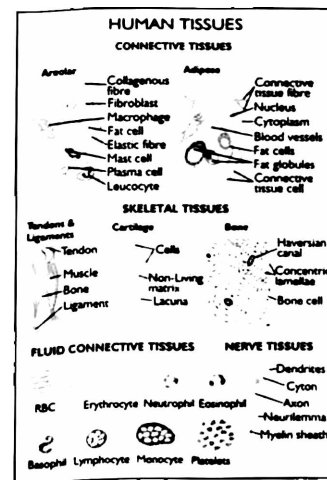 HUMAN TISSUES
CONNECTIVE TISSUES
Areolar
Collagenous
fibre
Fibroblast
Macrophage
Fat cell
Elastic fibre
Mast cell
Plasma cell
Leucocyte
Adipose
Connective
tissue fibre
Nucleus
Cytoplasm
Blood vessels
Fat cells
Fat globules
Connective
tissue cell
SKELETAL TISSUES
Tendons &
Ligaments
Tendon
Muscle
Bone
Ligament
Cartilage
Cells
Non-Living
matrix
Lacuna
Bone
Haversian
canal
Concentric
lamellae
Bone cell
FLUID CONNECTIVE TISSUES
RBC
Erythrocyte
Neutrophil
Eosinophil
Basophil
Lymphocyte
Monocyte
Platelets
NERVE TISSUES
Dendrites
Cyton
Axon
Neurilemma
Myelin sheath